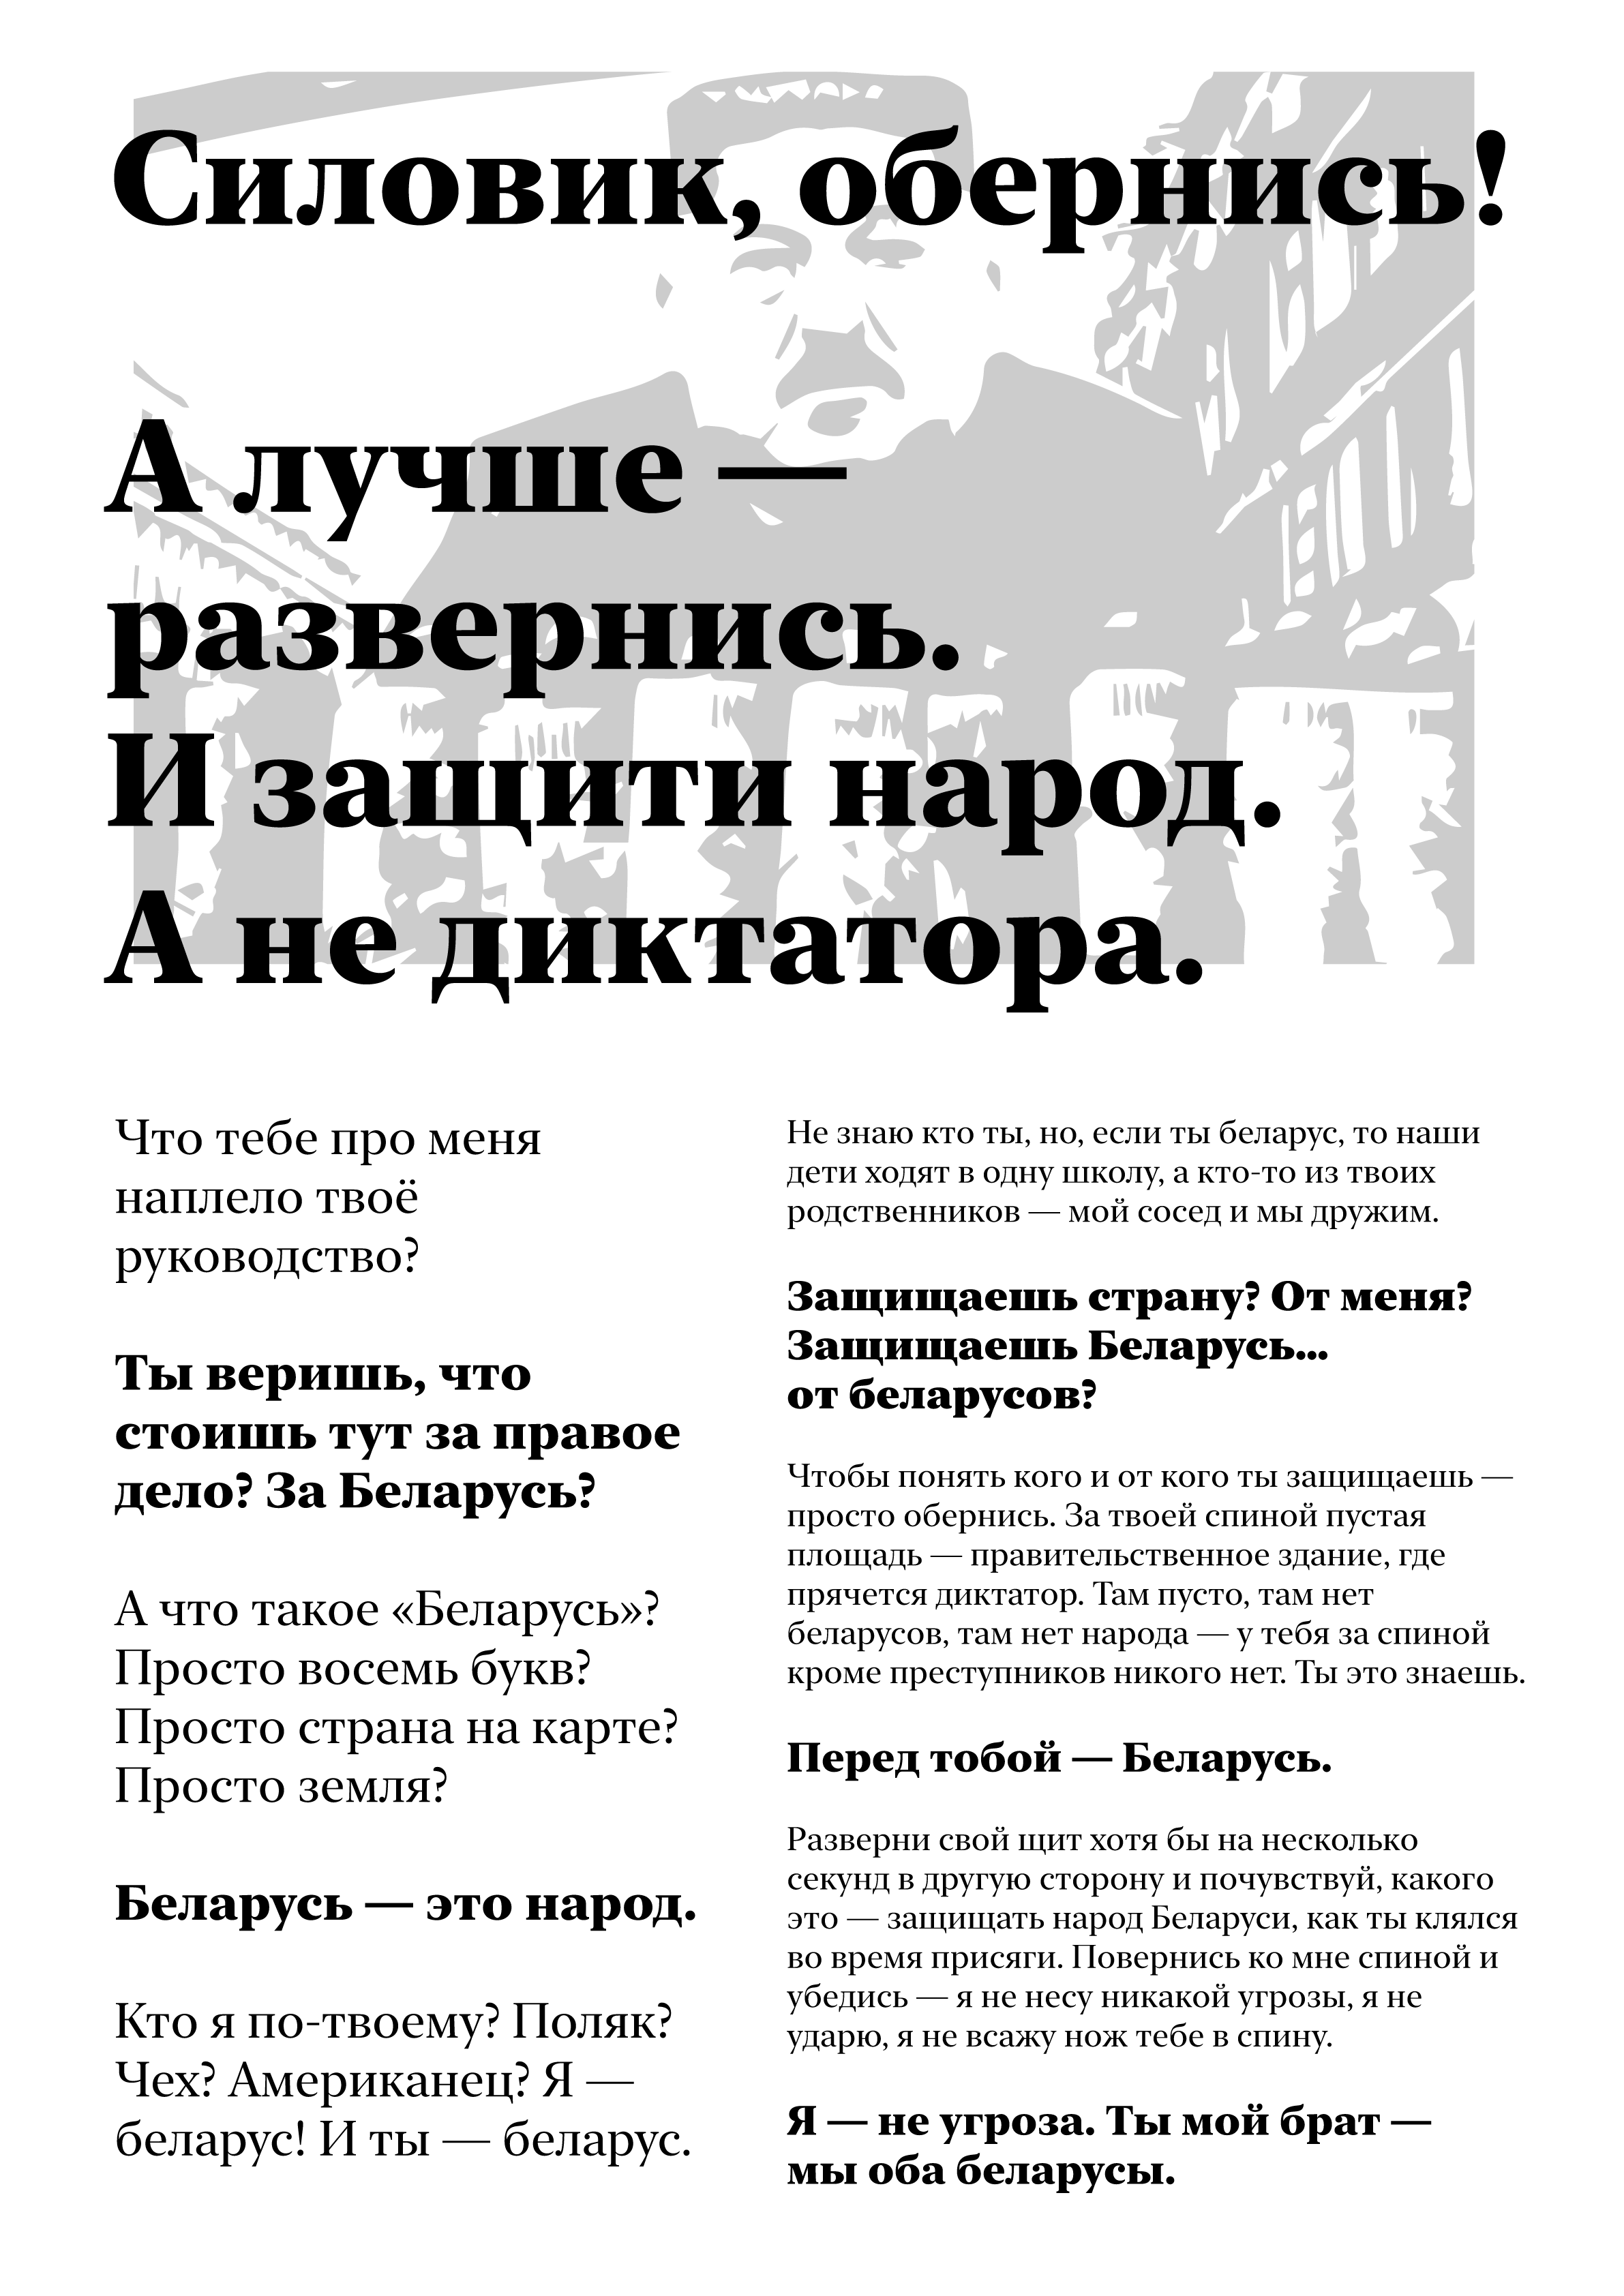 Силовик, обернись!
А лучше —
развернись.
И защити народ.
А не диктатора.
Что тебе про меня
наплело твоё
руководство?
Ты веришь, что
стоишь тут за правое
дело? За Беларусь?
А что такое «Беларусь»?
Просто восемь букв?
Просто страна на карте?
Просто земля?
Беларусь — это народ.
Кто я по-твоему? Поляк?
Чех? Американец? Я —
беларус! И ты — беларус.
Не знаю кто ты, но, если ты беларус, то наши
дети ходят в одну школу, а кто-то из твоих
родственников — мой сосед и мы дружим.
Защищаешь страну? От меня?
Защищаешь Беларусь...
от беларусов?
Чтобы понять кого и от кого ты защищаешь —
просто обернись. За твоей спиной пустая
площадь — правительственное здание, где
прячется диктатор. Там пусто, там нет
беларусов, там нет народа — у тебя за спиной
кроме преступников никого нет. Ты это знаешь.
Перед тобой — Беларусь.
Разверни свой щит хотя бы на несколько
секунд в другую сторону и почувствуй, какого
это — защищать народ Беларуси, как ты клялся
во время присяги. Повернись ко мне спиной и
убедись — я не несу никакой угрозы, я не
ударю, я не всажу нож тебе в спину.
Я — не угроза. Ты мой брат —
мы оба беларусы.